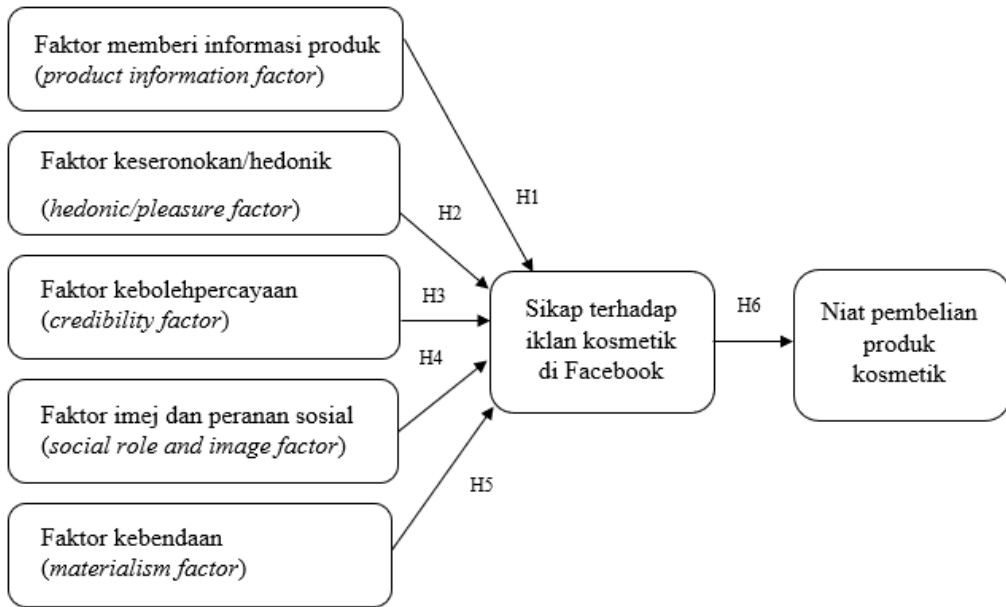 Faktor memberi informasi produk
(product information factor)
Faktor keseronokan/hedonik
(hedonic/pleasure factor)
Faktor kebolehpercayaan
(credibility factor)
Faktor imej dan peranan sosial
(social role and image factor)
Faktor kebendaan
(materialism factor)
H1
H2
H3
H4
H5
Sikap terhadap
iklan kosmetik
di Facebook
H6
Niat pembelian
produk
kosmetik